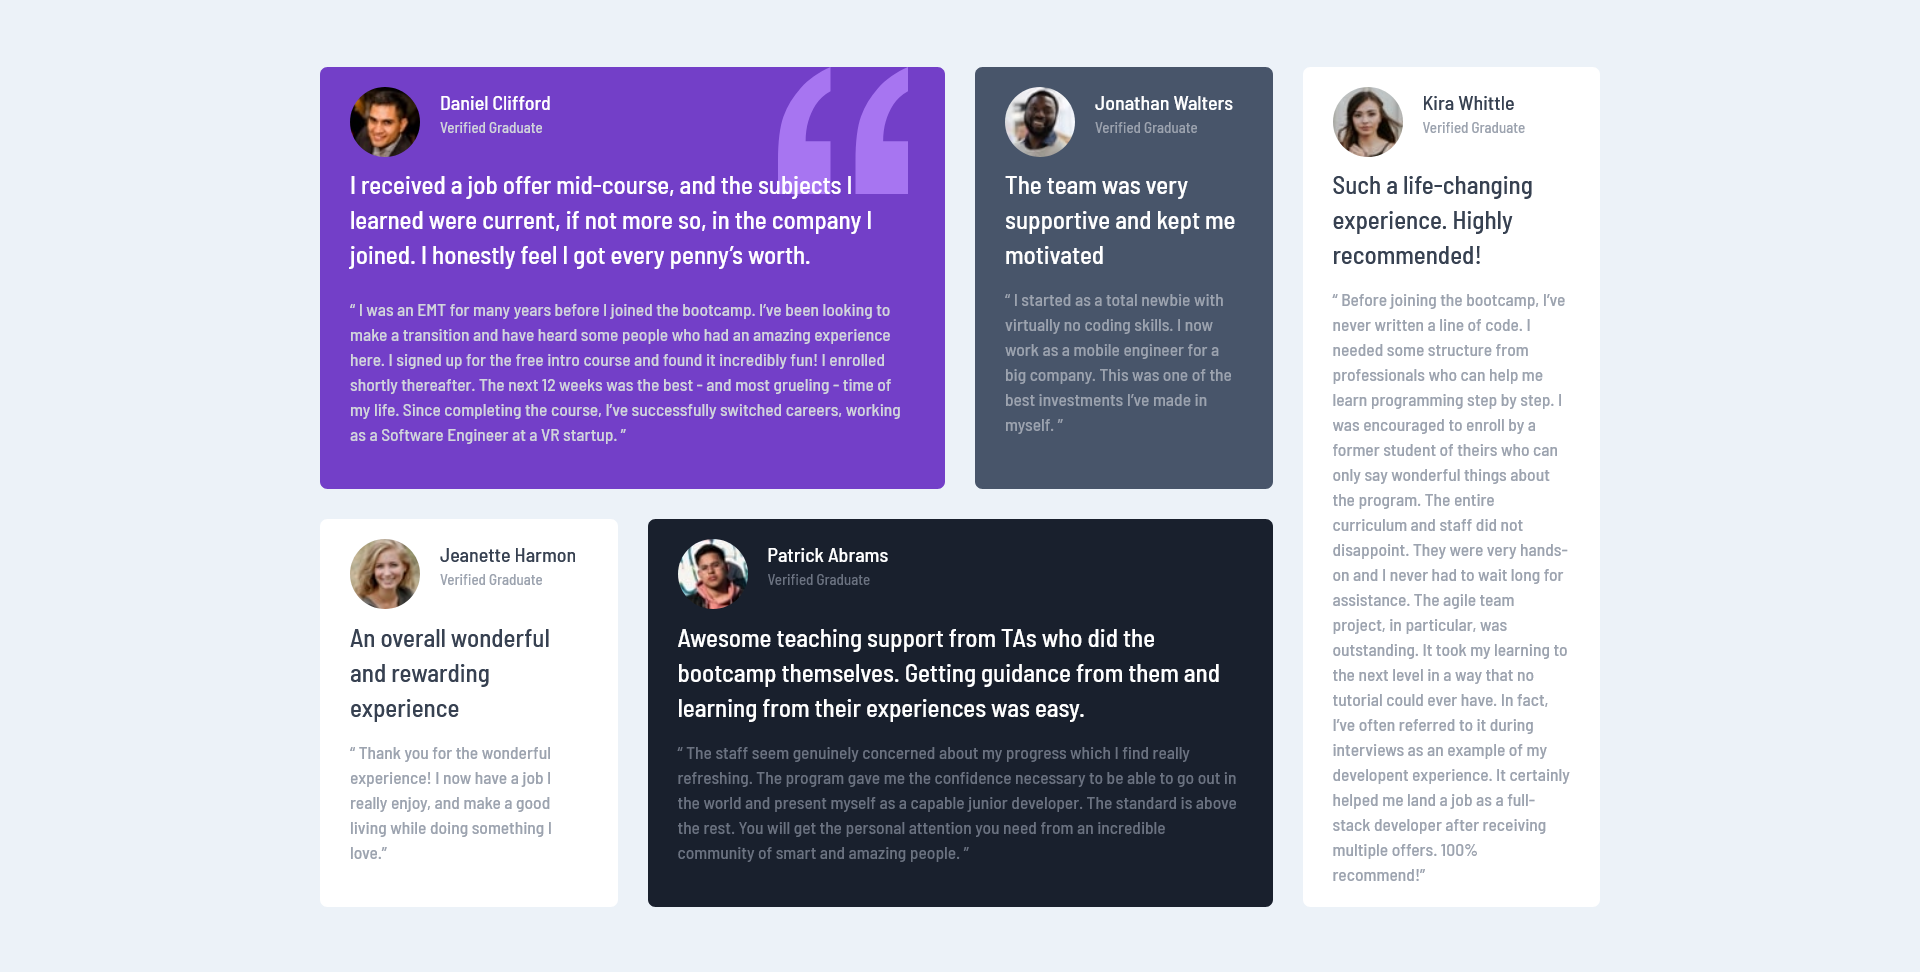 Daniel Clifford
Verified Graduate
I received a job offer mid-course, and the subjects I
learned were current, if not more so, in the company I
joined. I honestly feel I got every penny’s worth.
“ I was an EMT for many years before I joined the bootcamp. I’ve been looking to
make a transition and have heard some people who had an amazing experience
here. I signed up for the free intro course and found it incredibly fun! I enrolled
shortly thereafter. The next 12 weeks was the best - and most grueling - time of
my life. Since completing the course, I’ve successfully switched careers, working
as a Software Engineer at a VR startup. ”
Jonathan Walters
Verified Graduate
The team was very
supportive and kept me
motivated
“ I started as a total newbie with
virtually no coding skills. I now
work as a mobile engineer for a
big company. This was one of the
best investments I’ve made in
myself. ”
Kira Whittle
Verified Graduate
Such a life-changing
experience. Highly
recommended!
“ Before joining the bootcamp, I’ve
never written a line of code. I
needed some structure from
professionals who can help me
learn programming step by step. I
was encouraged to enroll by a
former student of theirs who can
only say wonderful things about
the program. The entire
curriculum and staff did not
disappoint. They were very hands-
on and I never had to wait long for
assistance. The agile team
project, in particular, was
outstanding. It took my learning to
the next level in a way that no
tutorial could ever have. In fact,
I’ve often referred to it during
interviews as an example of my
developent experience. It certainly
helped me land a job as a full-
stack developer after receiving
multiple offers. 100%
recommend!”
Jeanette Harmon
Verified Graduate
An overall wonderful
and rewarding
experience
“ Thank you for the wonderful
experience! I now have a job I
really enjoy, and make a good
living while doing something I
love.”
Patrick Abrams
Verified Graduate
Awesome teaching support from TAs who did the
bootcamp themselves. Getting guidance from them and
learning from their experiences was easy.
“ The staff seem genuinely concerned about my progress which I find really
refreshing. The program gave me the confidence necessary to be able to go out in
the world and present myself as a capable junior developer. The standard is above
the rest. You will get the personal attention you need from an incredible
community of smart and amazing people. ”